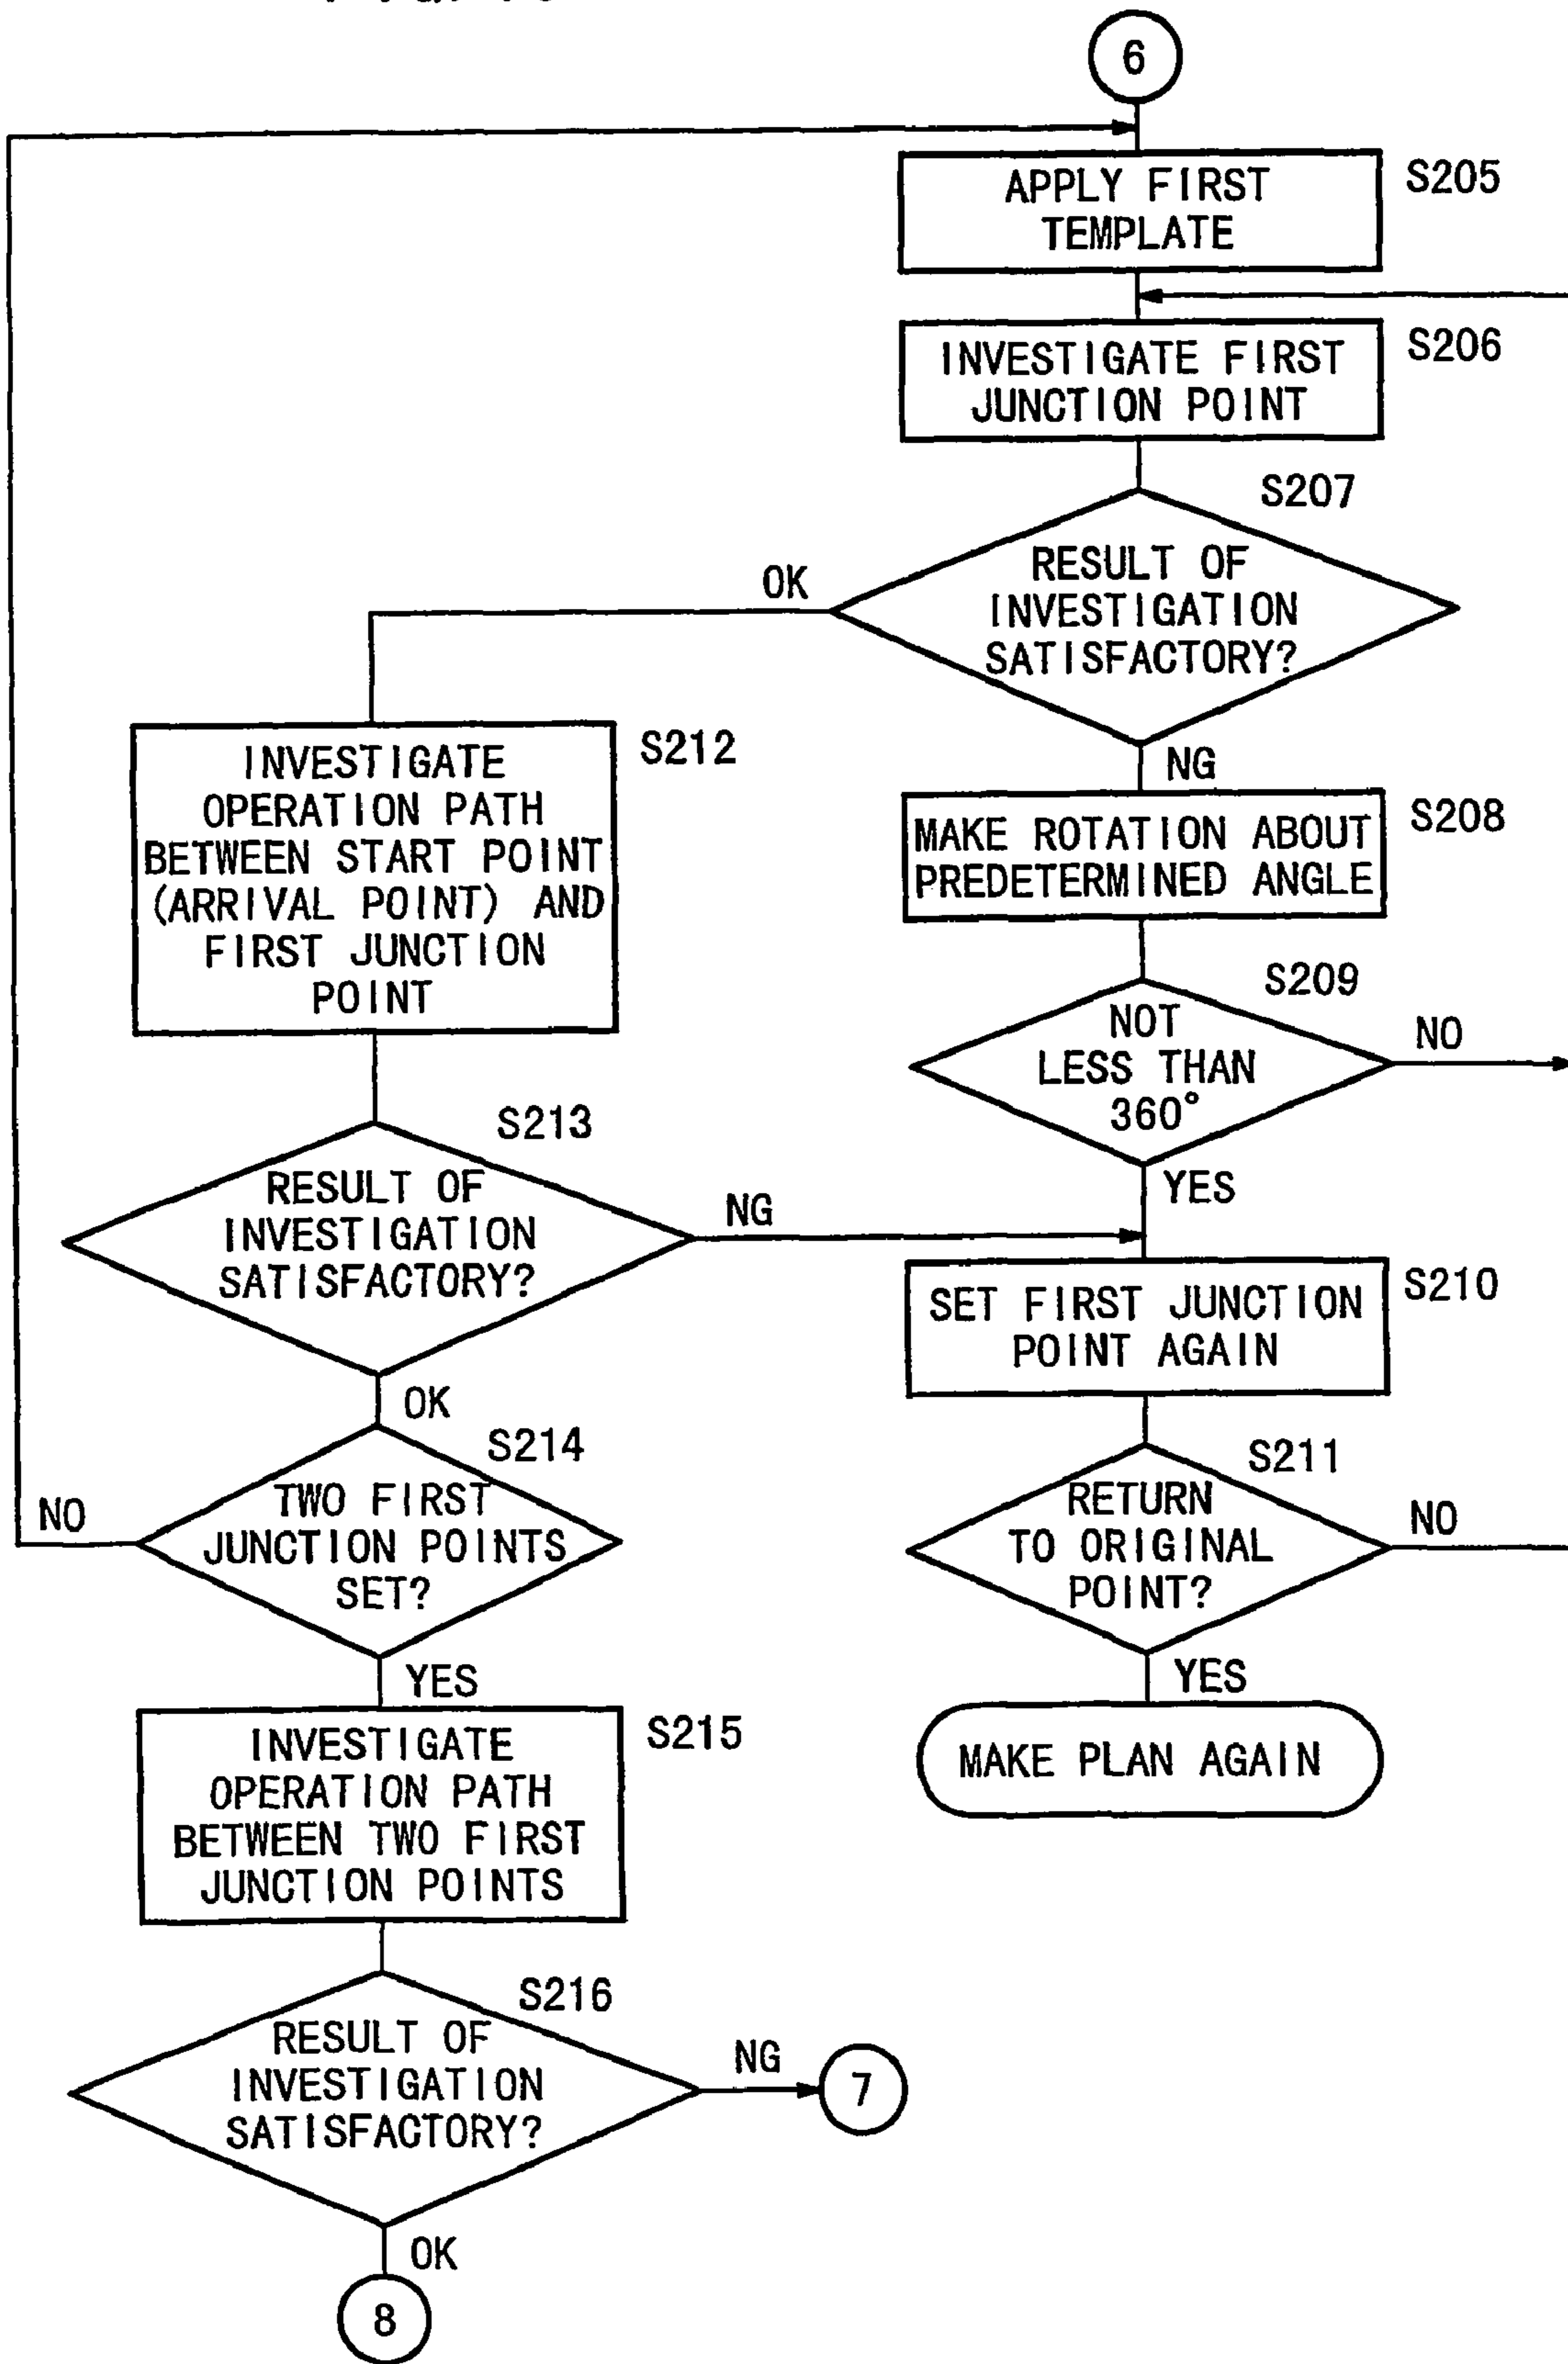 6
APPLY FIRST
TEMPLATE
S205
INVESTIGATE FIRST
JUNCTION POINT
S206
S207
RESULT OF
INVESTIGATION
SATISFACTORY?
OK
NG
S212
INVESTIGATE
OPERATION PATH
BETWEEN START POINT
(ARRIVAL POINT) AND
FIRST JUNCTION
POINT
MAKE ROTATION ABOUT
PREDETERMINED ANGLE
S208
S209
NOT
LESS THAN
360°
NO
YES
S213
RESULT OF
INVESTIGATION
SATISFACTORY?
NG
OK
SET FIRST JUNCTION
POINT AGAIN
S210
S214
TWO FIRST
JUNCTION POINTS
SET?
NO
YES
S211
RETURN
TO ORIGINAL
POINT?
NO
YES
MAKE PLAN AGAIN
INVESTIGATE
OPERATION PATH
BETWEEN TWO FIRST
JUNCTION POINTS
S215
S216
RESULT OF
INVESTIGATION
SATISFACTORY?
NG
7
OK
8